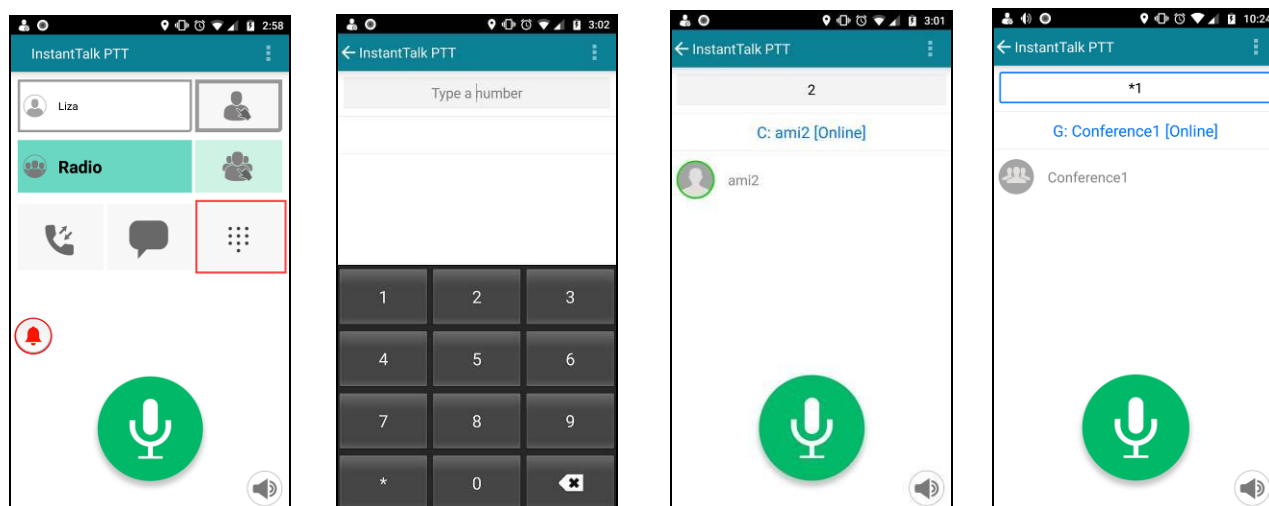 2:58
InstantTalk PTT
Liza
Radio
3:02
InstantTalk PTT
Type a number
1 2 3
4 5 6
7 8 9
* 0
3:01
InstantTalk PTT
2
C: ami2 [Online]
ami2
10:24
InstantTalk PTT
*1
G: Conference1 [Online]
Conference1